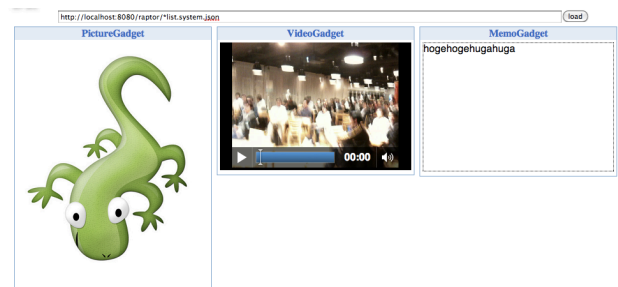 http://localhost:8080/raptor/*list.system.json load
PictureGadget VideoGadget MemoGadget
hogehogehugahuga
00:00